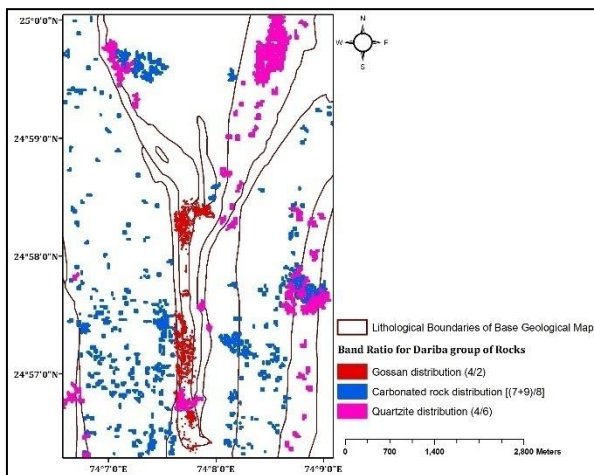 25°0'0"N
24°59'0"N
24°58'0"N
24°57'0"N
74°7'0"E
74°8'0"E
74°9'0"E
N
W
E
S
Lithological Boundaries of Base Geological Map
Band Ratio for Dariba group of Rocks
Gossan distribution (4/2)
Carbonated rock distribution [(7+9)/8]
Quartzite distribution (4/6)
0 700 1,400 2,800 Meters